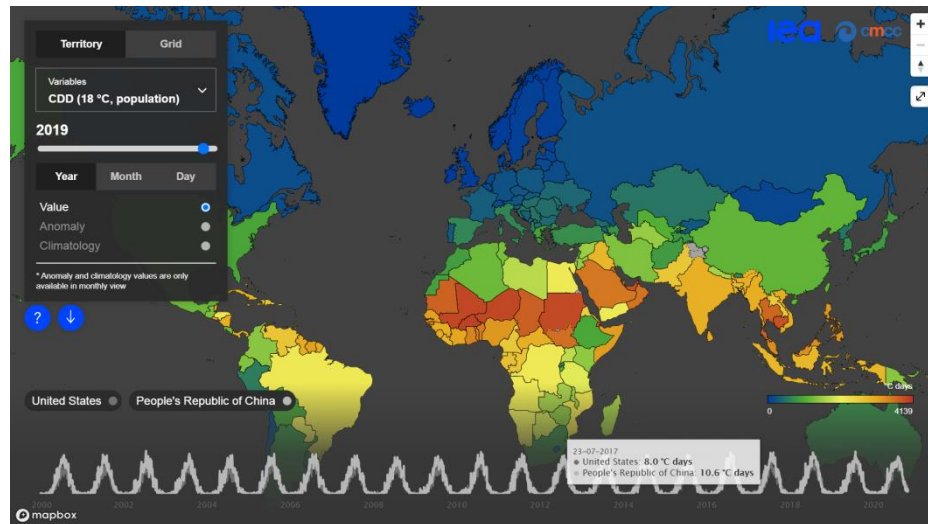 Territory
Grid
Variables
CDD (18 °C, population)
2019
Year
Month
Day
Value
Anomaly
Climatology
* Anomaly and climatology values are only
available in monthly view
?
iea
cmcc
+
−
°C days
0
4139
United States
People's Republic of China
23-07-2017
United States: 8.0 °C days
People's Republic of China: 10.6 °C days
2000
2002
2004
2006
2008
2010
2012
2014
2016
2018
2020
mapbox